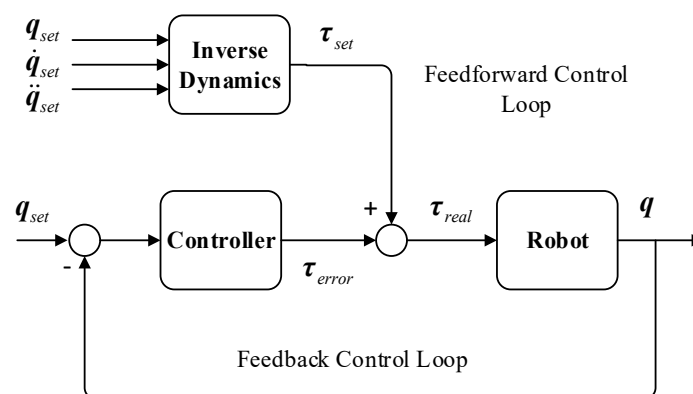 q_set
q̇_set
q̈_set
Inverse
Dynamics
τ_set
Feedforward Control
Loop
q_set
-
Controller
τ_error
+
τ_real
Robot
q
Feedback Control Loop